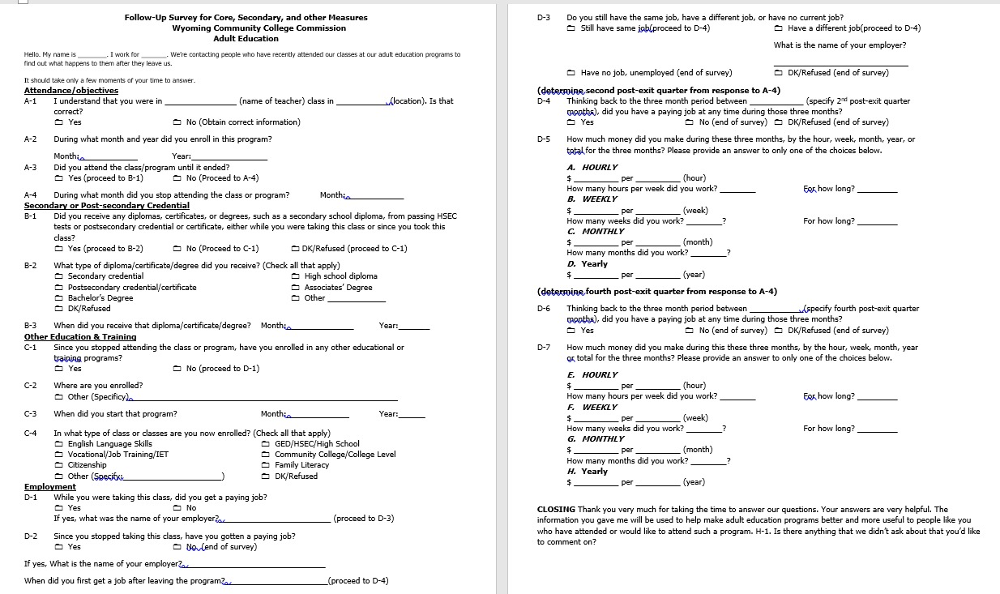 Follow-Up Survey for Core, Secondary, and other Measures
Wyoming Community College Commission
Adult Education
Hello. My name is ________. I work for _______. We're contacting people who have recently attended our classes at our adult education programs to
find out what happens to them after they leave us.
It should take only a few moments of your time to answer.
Attendance/objectives
A-1 I understand that you were in ________________ (name of teacher) class in ____________(location). Is that
correct?
Yes No (Obtain correct information)
A-2 During what month and year did you enroll in this program?
Month:_____________ Year:_________________
A-3 Did you attend the class/program until it ended?
Yes (proceed to B-1) No (Proceed to A-4)
A-4 During what month did you stop attending the class or program? Month:_____________
Secondary or Post-secondary Credential
B-1 Did you receive any diplomas, certificates, or degrees, such as a secondary school diploma, from passing HSEC
tests or postsecondary credential or certificate, either while you were taking this class or since you took this
class?
Yes (proceed to B-2) No (Proceed to C-1) DK/Refused (proceed to C-1)
B-2 What type of diploma/certificate/degree did you receive? (Check all that apply)
Secondary credential High school diploma
Postsecondary credential/certificate Associates' Degree
Bachelor's Degree Other _____________
DK/Refused
B-3 When did you receive that diploma/certificate/degree? Month:______________ Year:_______
Other Education & Training
C-1 Since you stopped attending the class or program, have you enrolled in any other educational or
training programs?
Yes No (proceed to D-1)
C-2 Where are you enrolled?
Other (Specificy)____________________________________________________________
C-3 When did you start that program? Month:_____________ Year:______
C-4 In what type of class or classes are you now enrolled? (Check all that apply)
English Language Skills GED/HSEC/High School
Vocational/Job Training/IET Community College/College Level
Citizenship Family Literacy
Other (Specify:______________________) DK/Refused
Employment
D-1 While you were taking this class, did you get a paying job?
Yes No
If yes, what was the name of your employer?_________________________ (proceed to D-3)
D-2 Since you stopped taking this class, have you gotten a paying job?
Yes No (end of survey)
If yes, What is the name of your employer?________________________________
When did you first get a job after leaving the program?_______________________(proceed to D-4)
D-3 Do you still have the same job, have a different job, or have no current job?
Still have same job(proceed to D-4) Have a different job(proceed to D-4)
What is the name of your employer?
______________________________
Have no job, unemployed (end of survey) DK/Refused (end of survey)
(determine second post-exit quarter from response to A-4)
D-4 Thinking back to the three month period between ____________ (specify 2nd post-exit quarter
months), did you have a paying job at any time during those three months?
Yes No (end of survey) DK/Refused (end of survey)
D-5 How much money did you make during these three months, by the hour, week, month, year, or
total for the three months? Please provide an answer to only one of the choices below.
A. HOURLY
$ __________ per __________ (hour)
How many hours per week did you work? ________ For how long? _________
B. WEEKLY
$ __________ per __________ (week)
How many weeks did you work? ________? For how long? _________
C. MONTHLY
$ __________ per __________ (month)
How many months did you work? ________?
D. Yearly
$ __________ per __________ (year)
(determine fourth post-exit quarter from response to A-4)
D-6 Thinking back to the three month period between ____________(specify fourth post-exit quarter
months), did you have a paying job at any time during those three months?
Yes No (end of survey) DK/Refused (end of survey)
D-7 How much money did you make during this these three months, by the hour, week, month, year
or total for the three months? Please provide an answer to only one of the choices below.
E. HOURLY
$ __________ per __________ (hour)
How many hours per week did you work? ________ For how long? _________
F. WEEKLY
$ __________ per __________ (week)
How many weeks did you work? ________? For how long? _________
G. MONTHLY
$ __________ per __________ (month)
How many months did you work? ________?
H. Yearly
$ __________ per __________ (year)
CLOSING Thank you very much for taking the time to answer our questions. Your answers are very helpful. The
information you gave me will be used to help make adult education programs better and more useful to people like you
who have attended or would like to attend such a program. H-1. Is there anything that we didn't ask about that you'd like
to comment on?